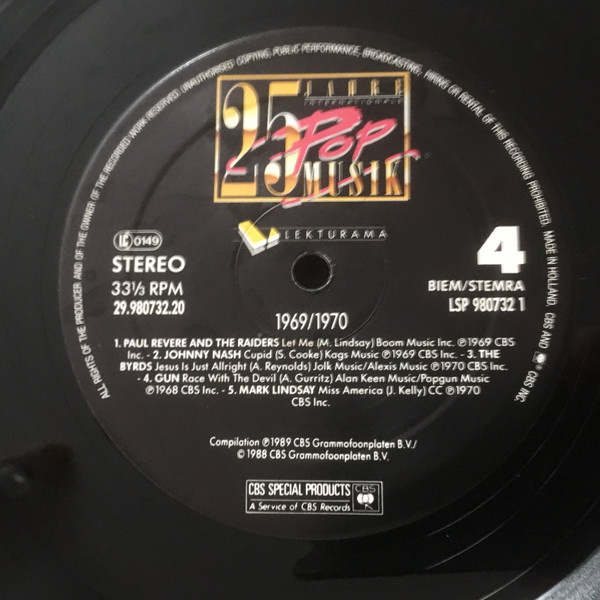 ALL RIGHTS OF THE PRODUCER AND OF THE OWNER OF THE RECORDED WORK RESERVED. UNAUTHORISED COPYING, PUBLIC PERFORMANCE, BROADCASTING, HIRING OR RENTAL OF THIS RECORDING PROHIBITED. MADE IN HOLLAND. CBS AND ® CBS INC.
25 JAHRE
INTERNATIONALE
POP
MUSIK
LEKTURAMA
0149
4
STEREO
BIEM/STEMRA
33⅓ RPM
LSP 980732 1
29.980732.20
1969/1970
1. PAUL REVERE AND THE RAIDERS Let Me (M. Lindsay) Boom Music Inc. ℗1969 CBS
Inc. - 2. JOHNNY NASH Cupid (S. Cooke) Kags Music ℗1969 CBS Inc. - 3. THE
BYRDS Jesus Is Just Allright (A. Reynolds) Jolk Music/Alexis Music ℗1970 CBS Inc.
- 4. GUN Race With The Devil (A. Gurritz) Alan Keen Music/Popgun Music
℗1968 CBS Inc. - 5. MARK LINDSAY Miss America (J. Kelly) CC ℗1970
CBS Inc.
Compilation ℗1989 CBS Grammofoonplaten B.V./
© 1988 CBS Grammofoonplaten B.V.
CBS SPECIAL PRODUCTS
CBS
A Service of CBS Records